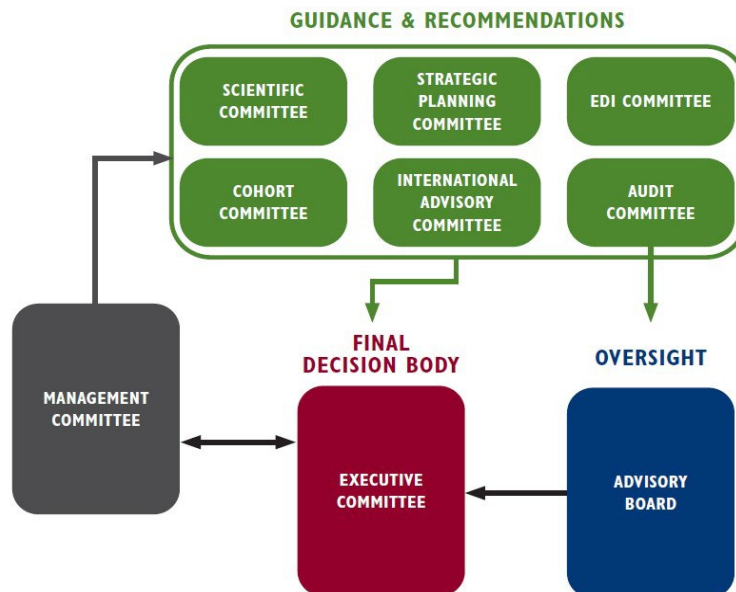 GUIDANCE & RECOMMENDATIONS
SCIENTIFIC
COMMITTEE
STRATEGIC
PLANNING
COMMITTEE
EDI COMMITTEE
COHORT
COMMITTEE
INTERNATIONAL
ADVISORY
COMMITTEE
AUDIT
COMMITTEE
MANAGEMENT
COMMITTEE
FINAL
DECISION BODY
EXECUTIVE
COMMITTEE
OVERSIGHT
ADVISORY
BOARD